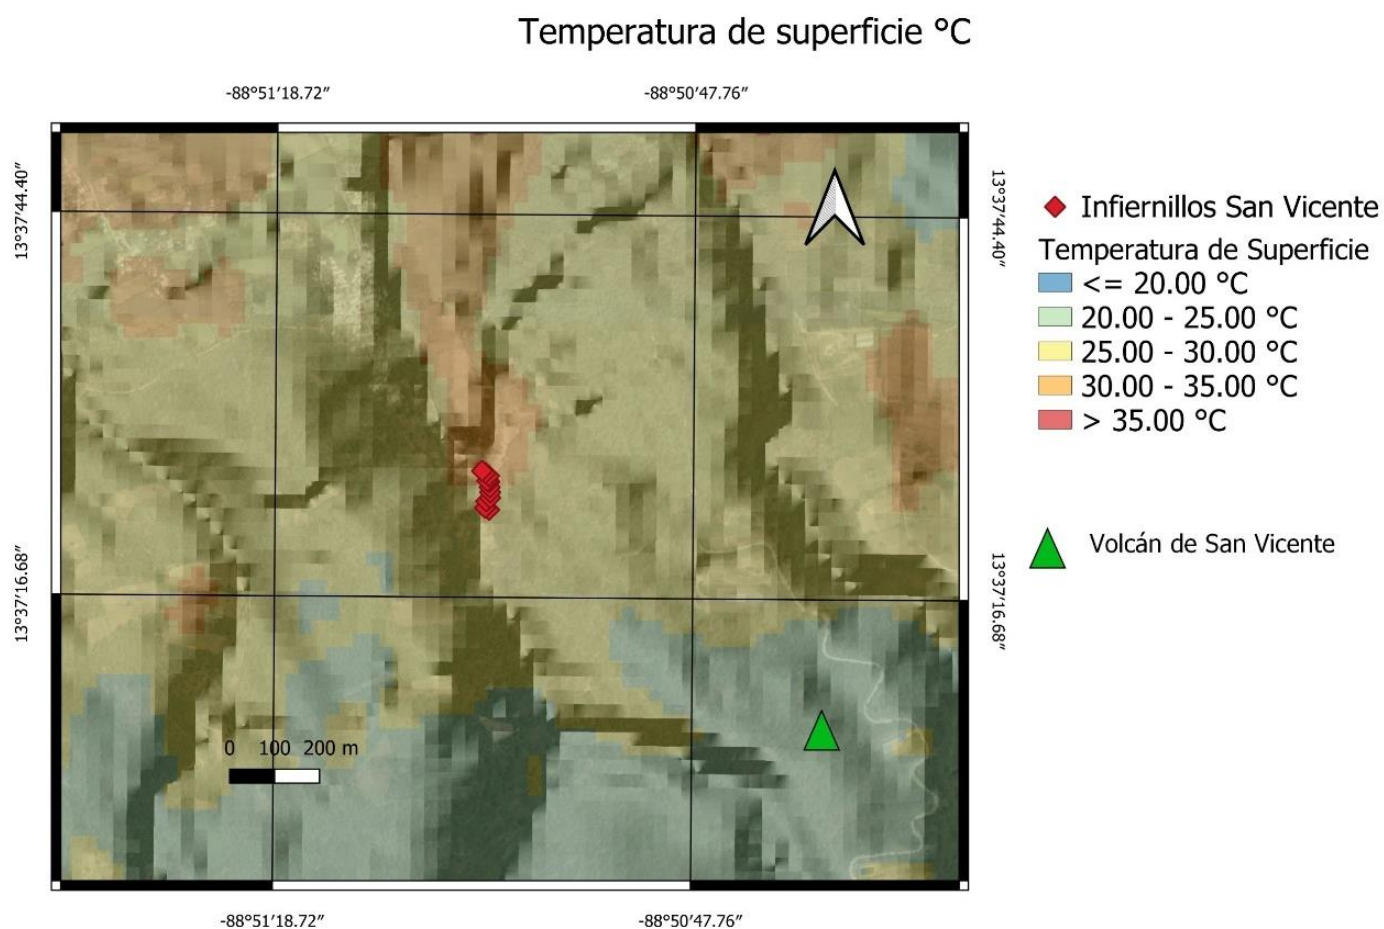 Temperatura de superficie °C
-88°51’18.72”
-88°50’47.76”
13°37’44.40”
13°37’44.40”
Infiernillos San Vicente
Temperatura de Superficie
<= 20.00 °C
20.00 - 25.00 °C
25.00 - 30.00 °C
30.00 - 35.00 °C
> 35.00 °C
Volcán de San Vicente
13°37’16.68”
13°37’16.68”
0 100 200 m
-88°51’18.72”
-88°50’47.76”